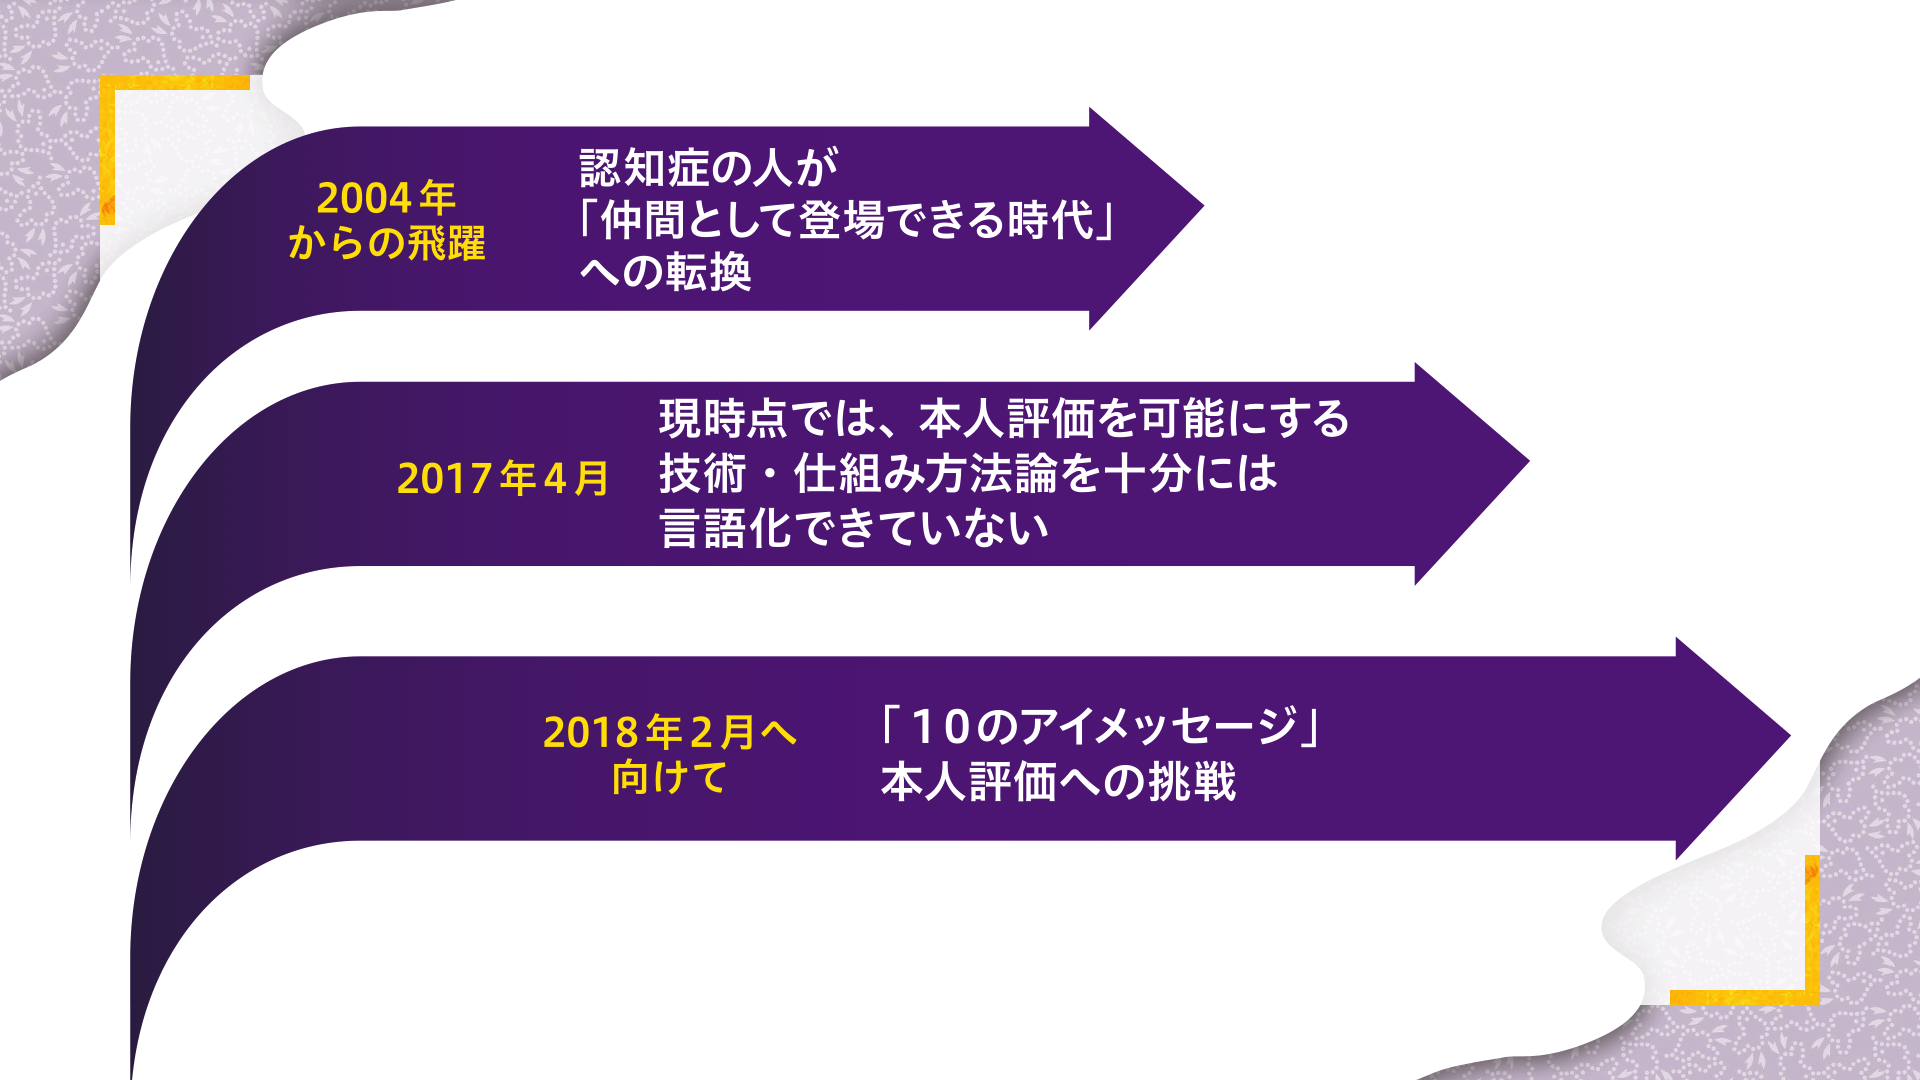 2004年
からの飛躍
認知症の人が
「仲間として登場できる時代」
への転換
2017年4月
現時点では、本人評価を可能にする
技術・仕組み方法論を十分には
言語化できていない
2018年2月へ
向けて
「10のアイメッセージ」
本人評価への挑戦